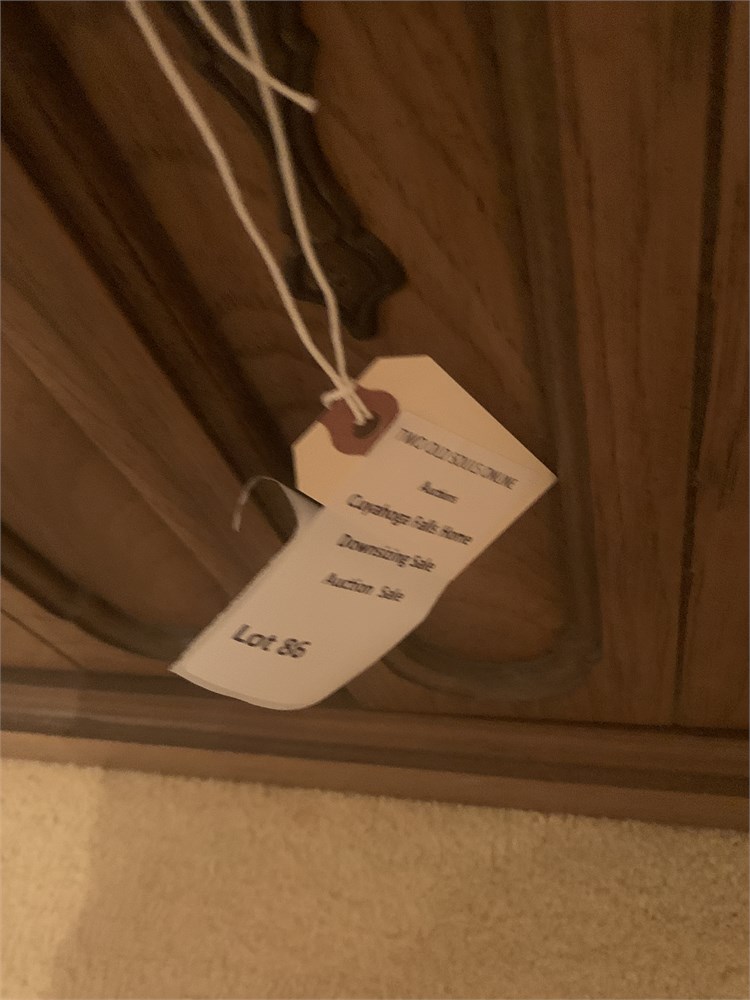 TWO OLD SOULS ONLINE
Auction
Cuyahoga Falls Home
Downsizing Sale
Auction Sale
Lot 86